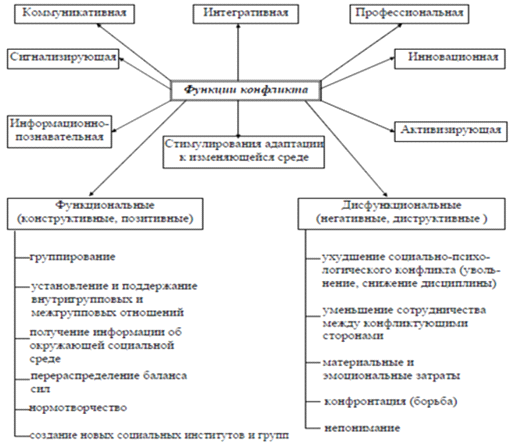 Коммуникативная
Интегративная
Профессиональная
Сигнализирующая
Инновационная
Функции конфликта
Информационно-
познавательная
Стимулирования адаптации
к изменяющейся среде
Активизирующая
Функциональные
(конструктивные, позитивные)
группирование
установление и поддержание
внутригрупповых и
межгрупповых отношений
получение информации об
окружающей социальной
среде
перераспределение баланса
сил
нормотворчество
создание новых социальных институтов и групп
Дисфункциональные
(негативные, диструктивные )
ухудшение социально-психо-
логического конфликта (уволь-
нение, снижение дисциплины)
уменьшение сотрудничества
между конфликтующими
сторонами
материальные и
эмоциональные затраты
конфронтация (борьба)
непонимание